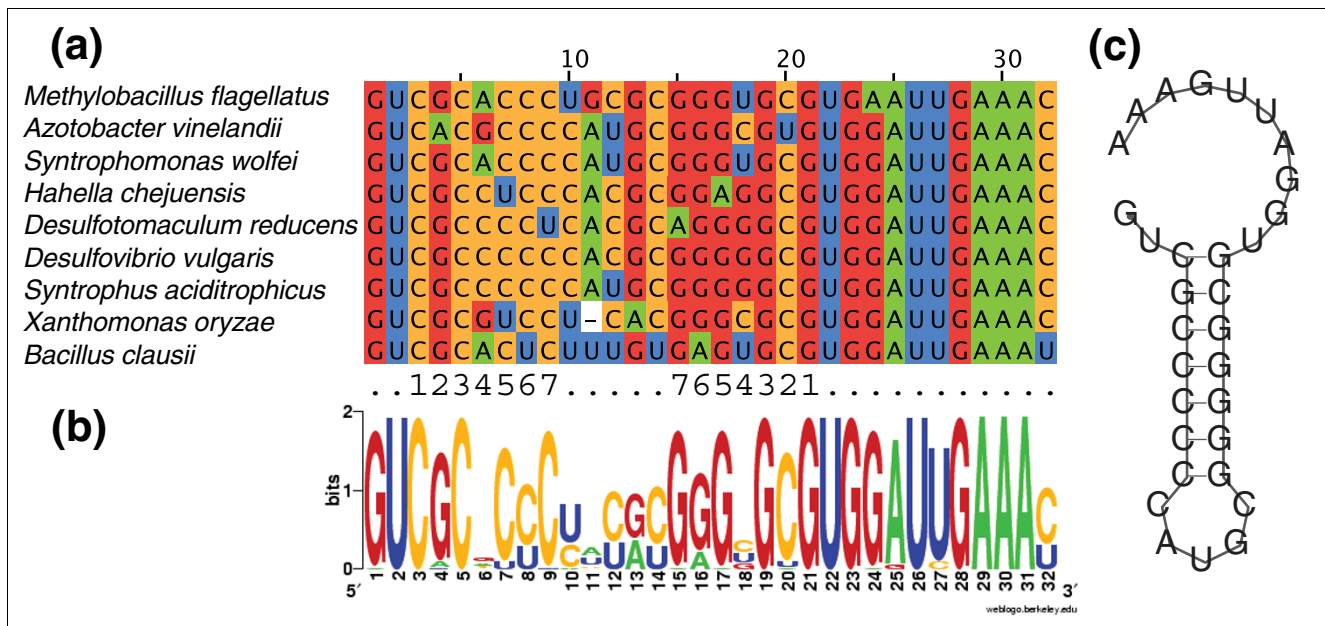 (a)
10 20 30
Methylobacillus flagellatus GUCGCACCCUGCGCGGGUGCGUGAAUUGAAAC
Azotobacter vinelandii GUCACGCCCCAUGCGGGCGUGUGGAUUGAAAC
Syntrophomonas wolfei GUCGCACCCCAUGCGGGUGCGUGGAUUGAAAC
Hahella chejuensis GUCGCCUCCCACGCGGAGGCGUGGAUUGAAAC
Desulfotomaculum reducens GUCGCCCCUCACGCAGGGGCGUGGAUUGAAAC
Desulfovibrio vulgaris GUCGCCCCCCACGCGGGGGCGUGGAUUGAAAC
Syntrophus aciditrophicus GUCGCCCCCCAUGCGGGGGCGUGGAUUGAAAC
Xanthomonas oryzae GUCGCGUCCU-CACGGGCGCGUGGAUUGAAAC
Bacillus clausii GUCGCACUCUUUGUGAGUGCGUGGAUUGAAAU
..1234567.....7654321...........
(b)
2
bits
1
0
5′ 1 2 3 4 5 6 7 8 9 10 11 12 13 14 15 16 17 18 19 20 21 22 23 24 25 26 27 28 29 30 31 32 3′
weblogo.berkeley.edu
(c)
GUCGCCCCCCAUGCGGGGCGUGGAUUGAAA